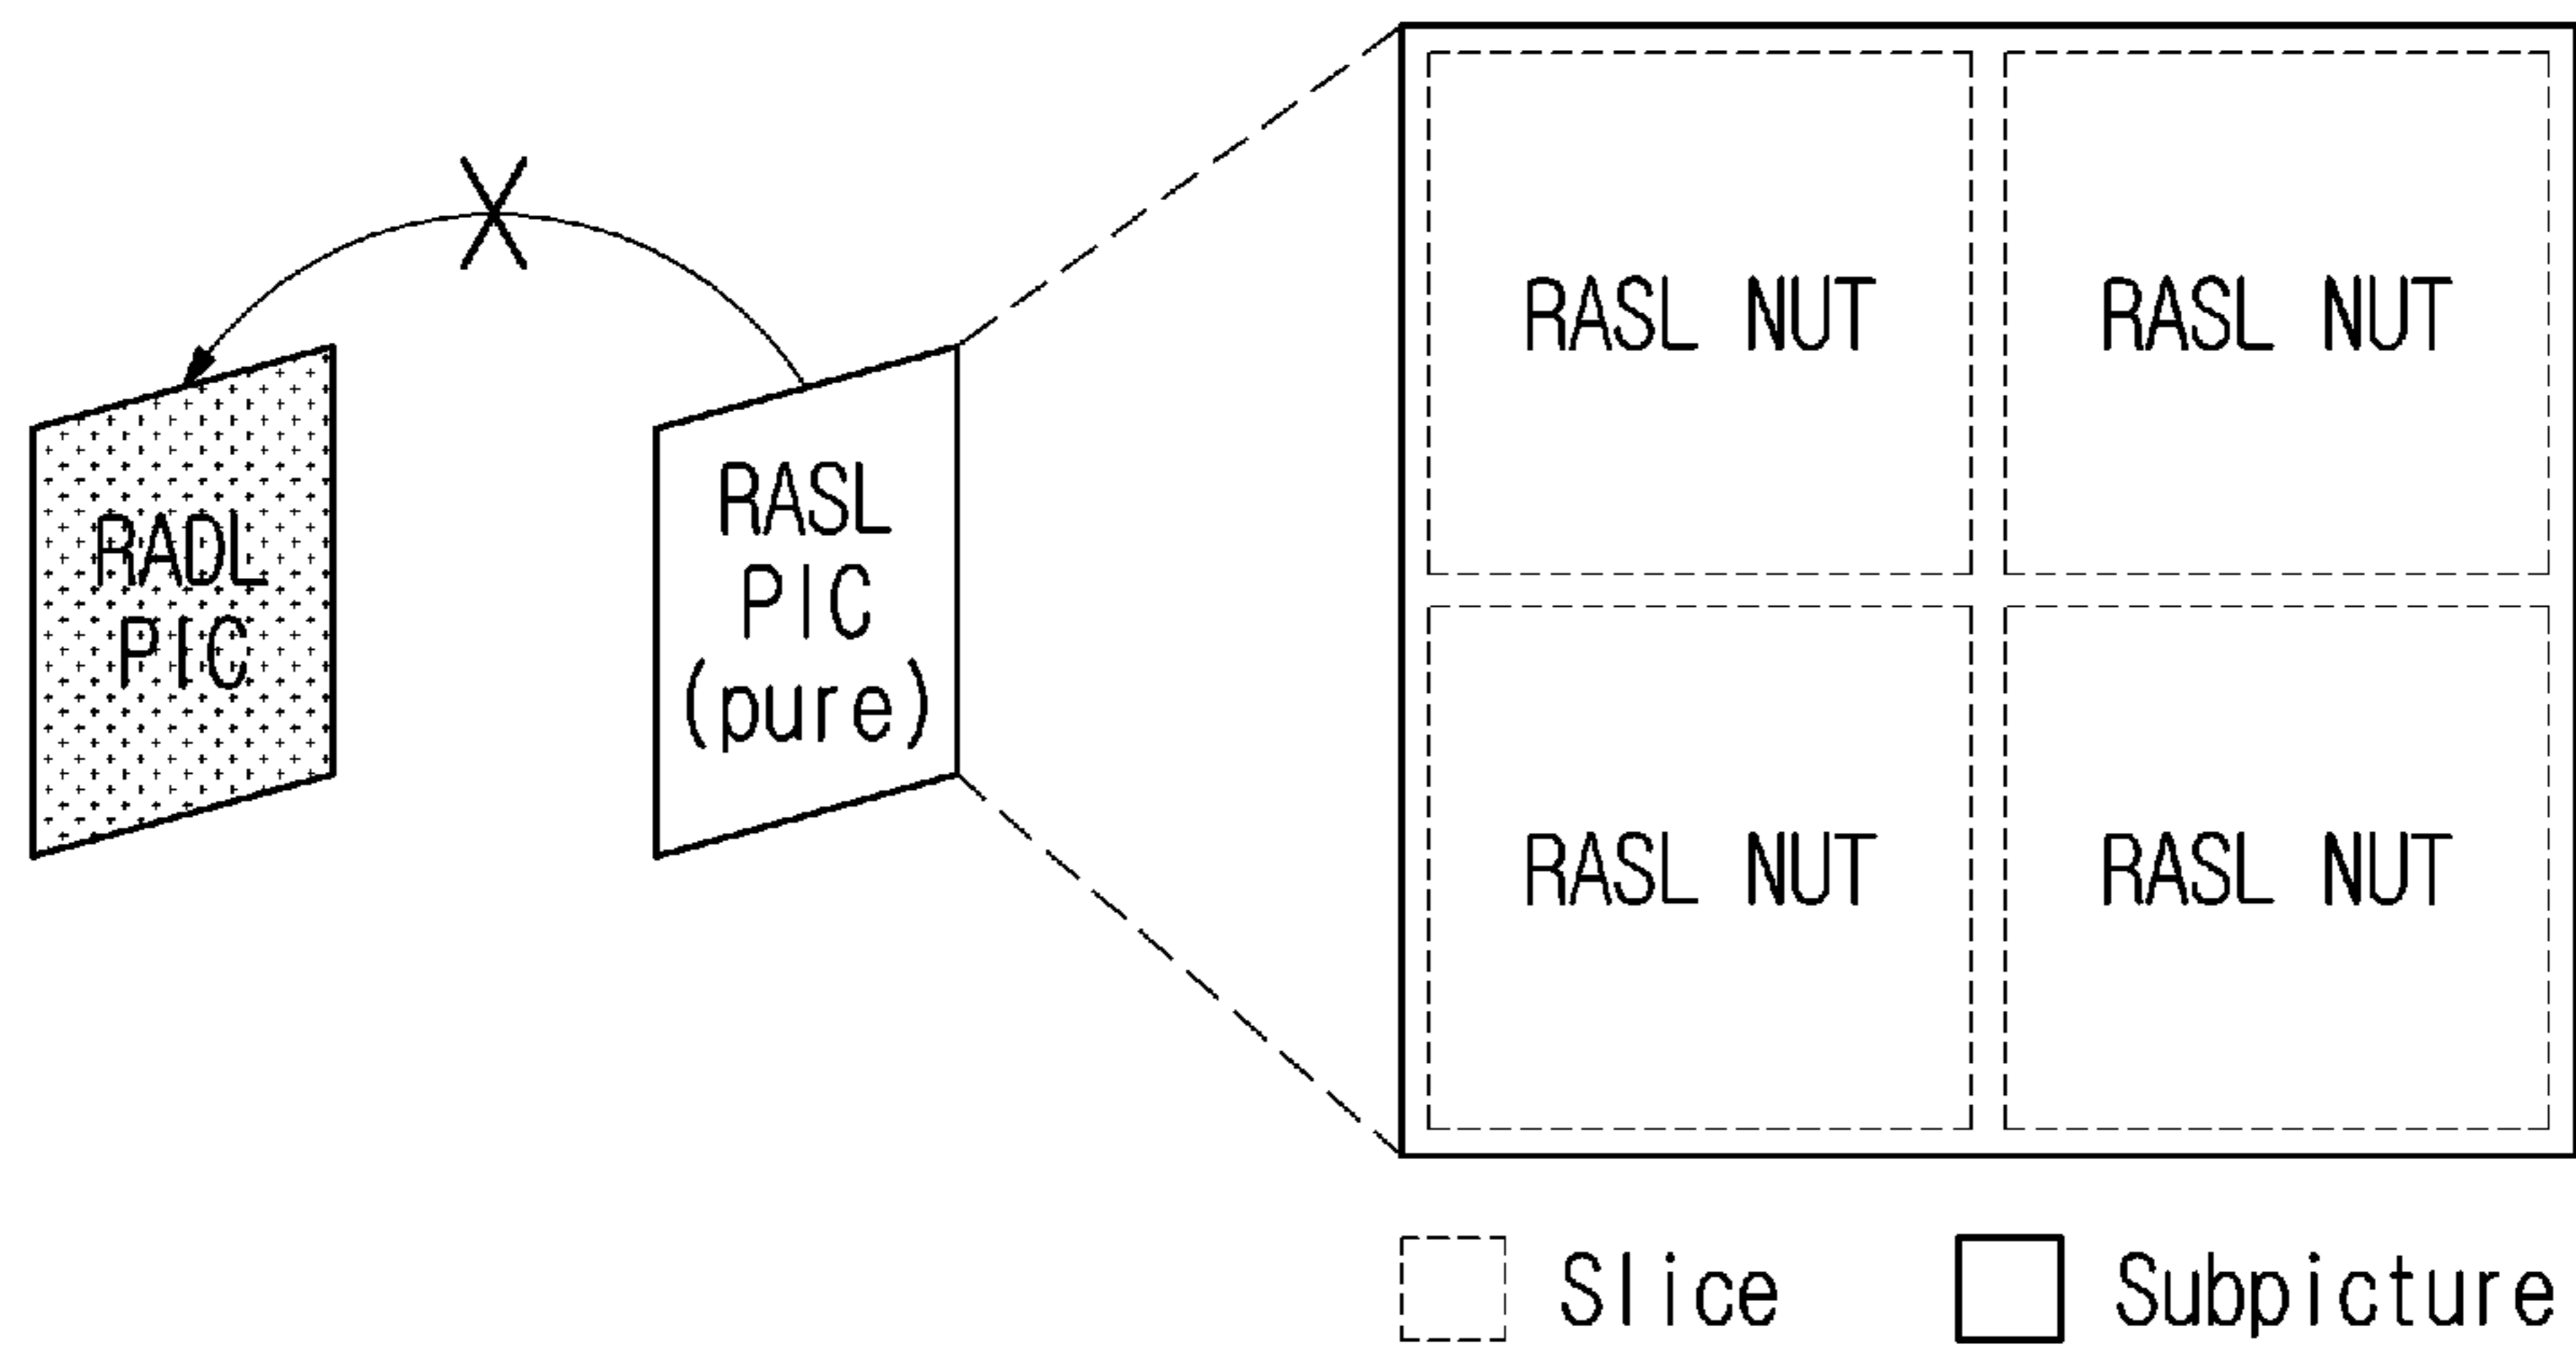 RADL
PIC
RASL
PIC
(pure)
RASL NUT
RASL NUT
RASL NUT
RASL NUT
Slice
Subpicture